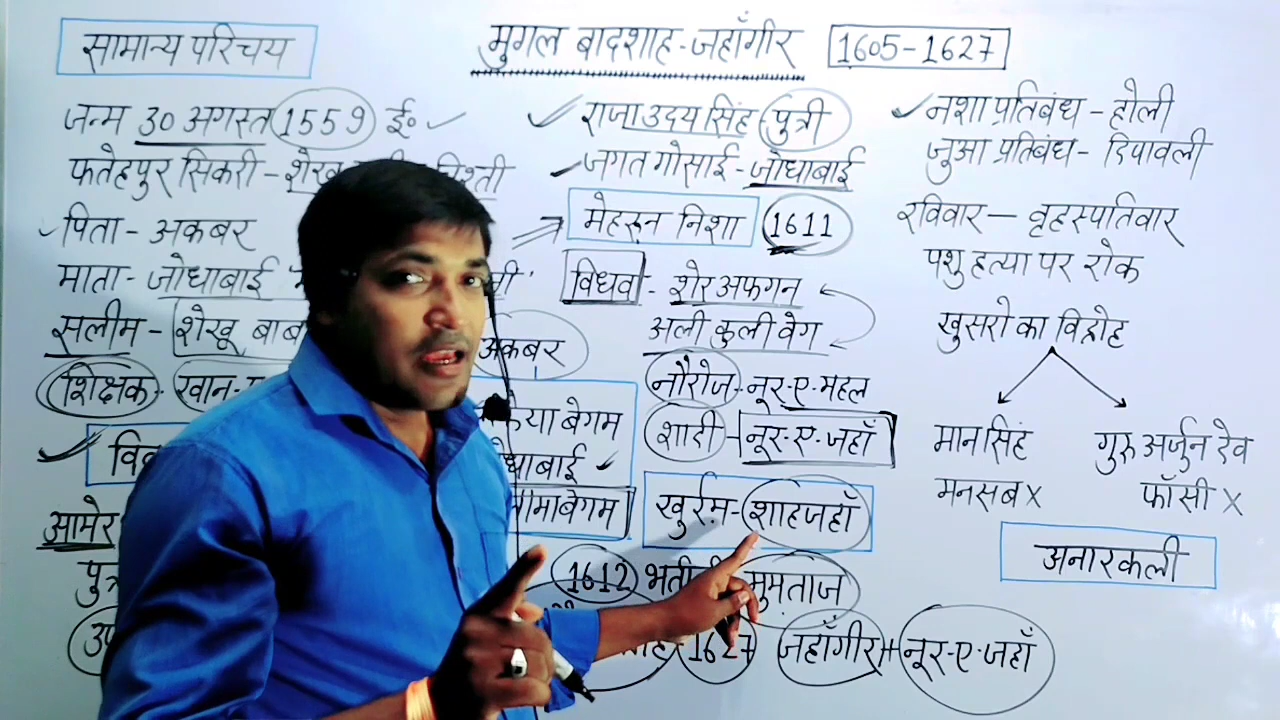 सामान्य परिचय
मुगल बादशाह - जहाँगीर 1605 - 1627
जन्म 30 अगस्त 1559 ई॰
फतेहपुर सिकरी - शेख
पिता - अकबर
माता - जोधाबाई
सलीम - शेखू बाबा
शिक्षक - खान
आमेर
अकबर
बेगम
लीमा बेगम
राजा उदय सिंह पुत्री
जगत गोसाई - जोधाबाई
मेहरून निशा 1611
विधवा - शेर अफगन
अली कुली वेग
नौरोज - नूर-ए-महल
शादी - नूर-ए-जहाँ
खुर्रम - शाहजहाँ
1612 मुमताज
1627 जहाँगीर + नूर-ए-जहाँ
नशा प्रतिबंध - होली
जुआ प्रतिबंध - दिपावली
रविवार - वृहस्पतिवार
पशु हत्या पर रोक
खुसरो का विद्रोह
मानसिंह
मनसब X
गुरु अर्जुन देव
फाँसी X
अनारकली